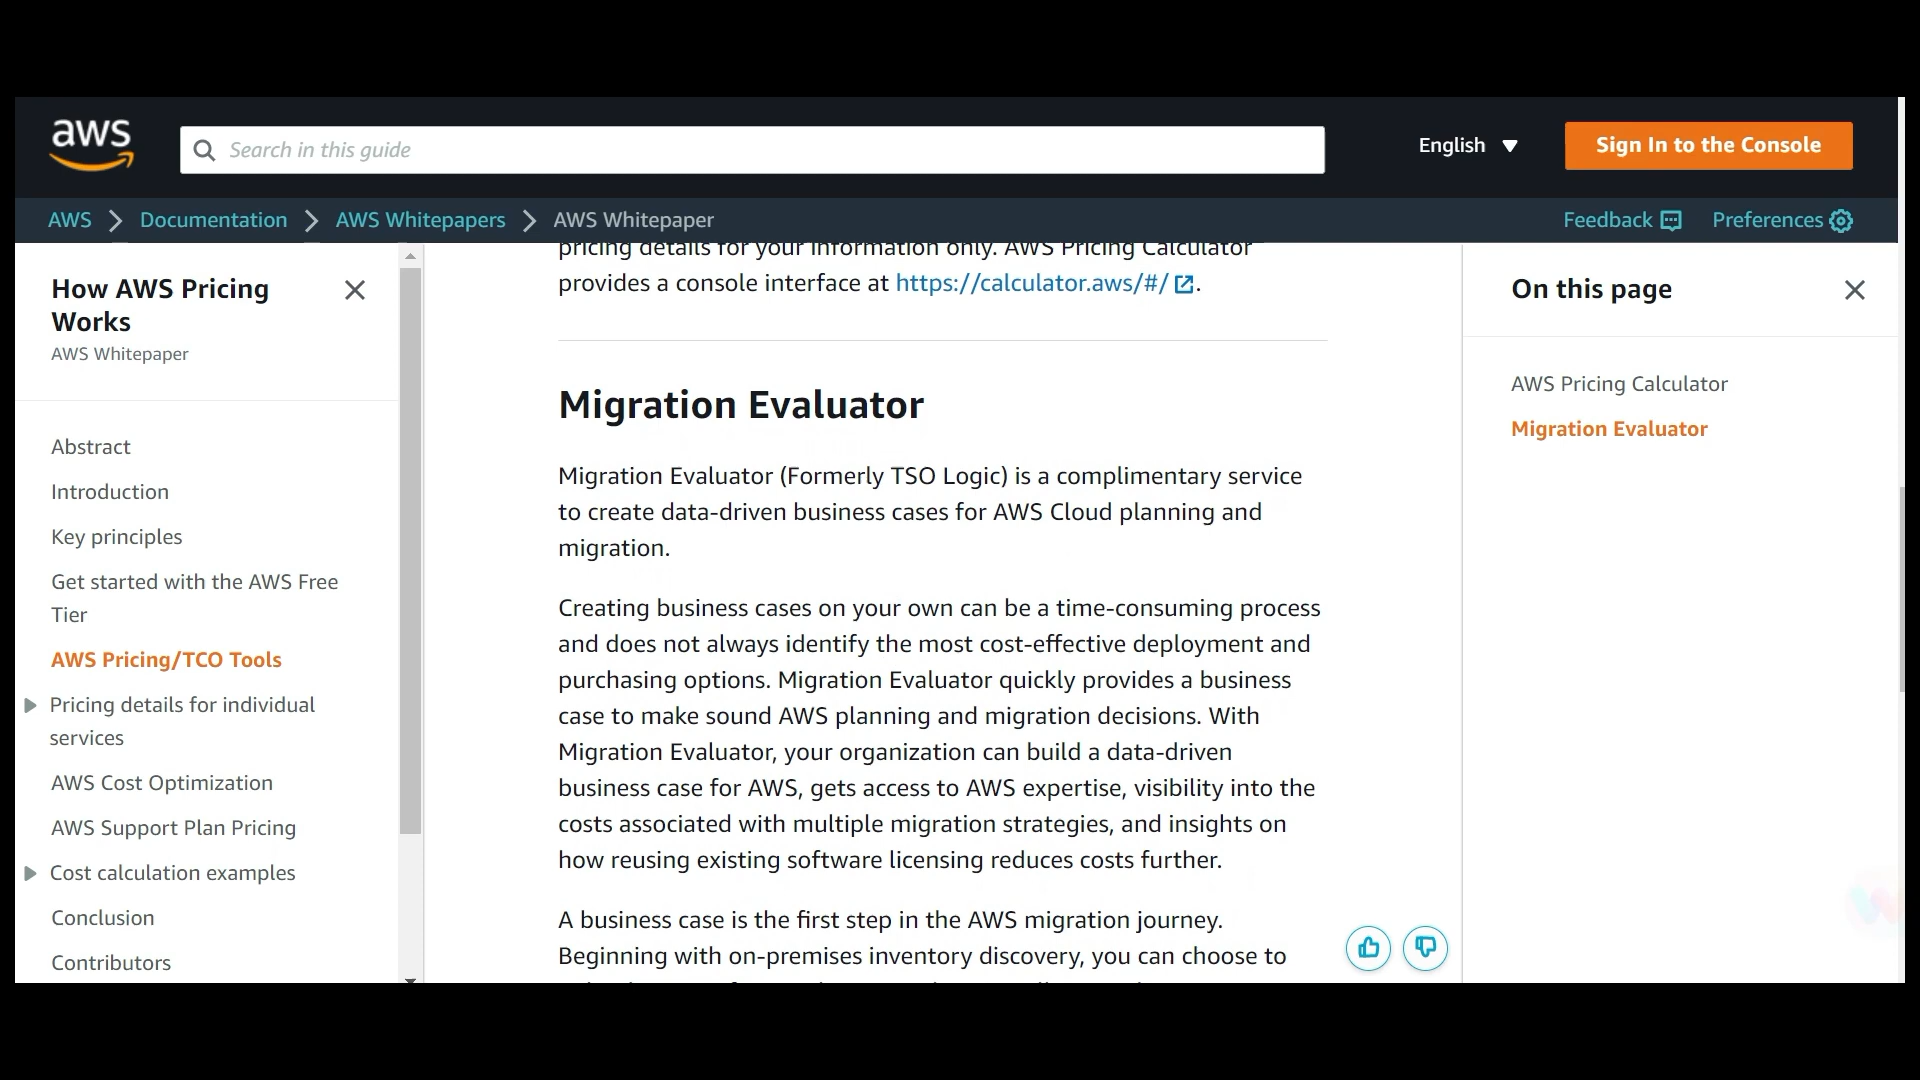 aws
Search in this guide
English
Sign In to the Console
AWS
Documentation
AWS Whitepapers
AWS Whitepaper
Feedback
Preferences
How AWS Pricing
Works
AWS Whitepaper
Abstract
Introduction
Key principles
Get started with the AWS Free
Tier
AWS Pricing/TCO Tools
Pricing details for individual
services
AWS Cost Optimization
AWS Support Plan Pricing
Cost calculation examples
Conclusion
Contributors
pricing details for your information only. AWS Pricing Calculator
provides a console interface at https://calculator.aws/#/.
Migration Evaluator
Migration Evaluator (Formerly TSO Logic) is a complimentary service
to create data-driven business cases for AWS Cloud planning and
migration.
Creating business cases on your own can be a time-consuming process
and does not always identify the most cost-effective deployment and
purchasing options. Migration Evaluator quickly provides a business
case to make sound AWS planning and migration decisions. With
Migration Evaluator, your organization can build a data-driven
business case for AWS, gets access to AWS expertise, visibility into the
costs associated with multiple migration strategies, and insights on
how reusing existing software licensing reduces costs further.
A business case is the first step in the AWS migration journey.
Beginning with on-premises inventory discovery, you can choose to
On this page
AWS Pricing Calculator
Migration Evaluator